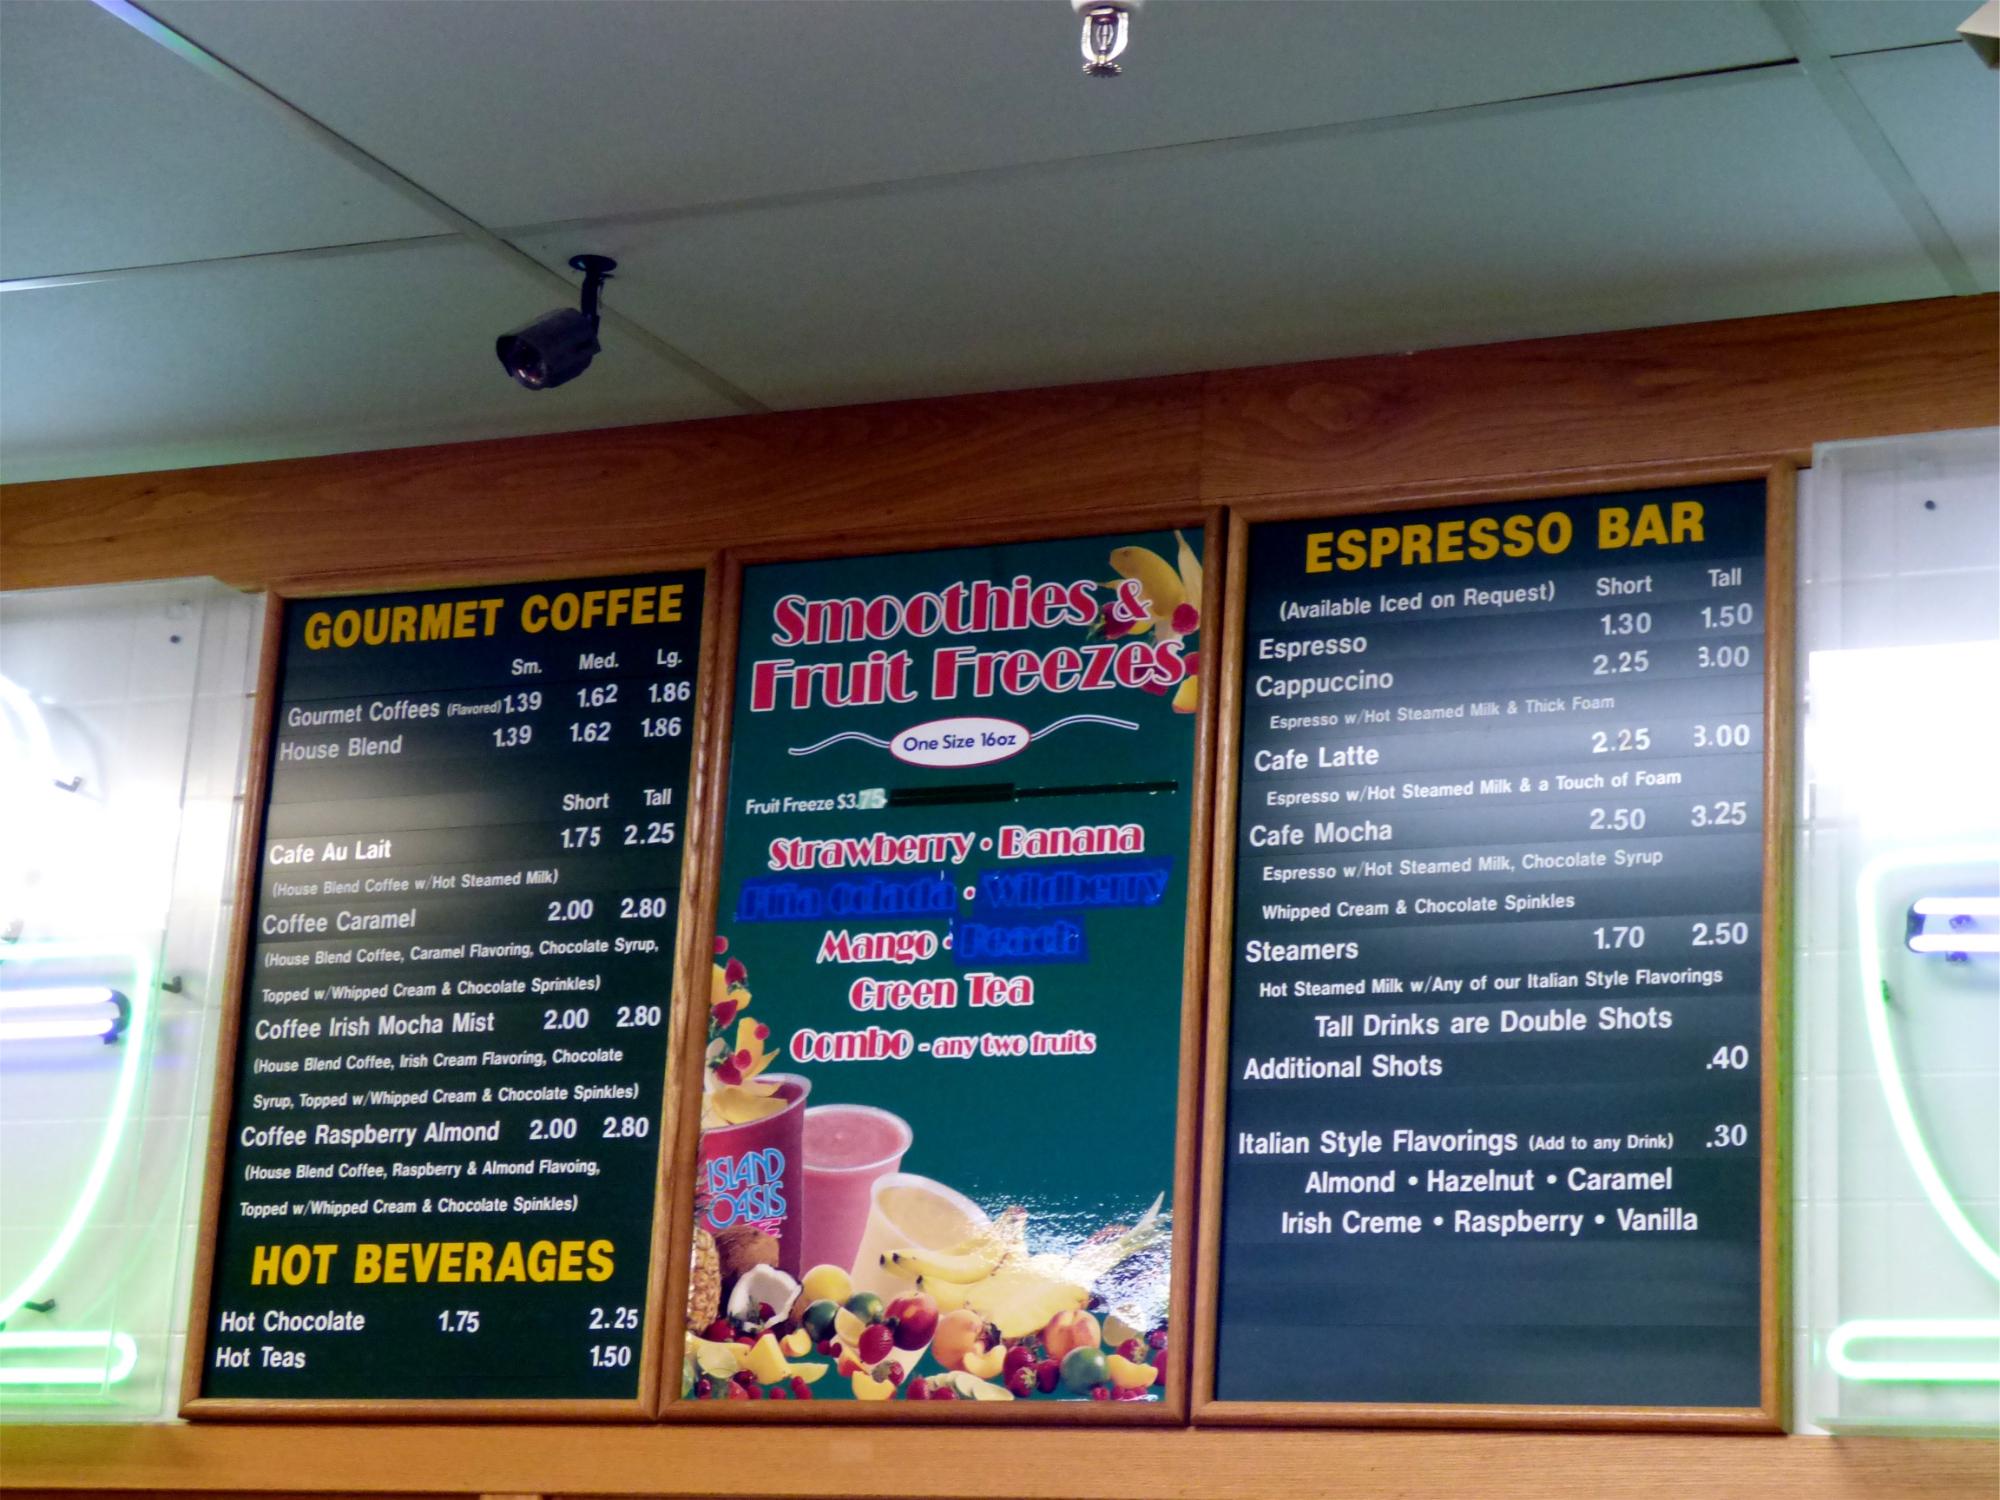 GOURMET COFFEE
Sm. Med. Lg.
Gourmet Coffees (Flavored) 1.39 1.62 1.86
House Blend 1.39 1.62 1.86
Short Tall
Cafe Au Lait 1.75 2.25
(House Blend Coffee w/Hot Steamed Milk)
Coffee Caramel 2.00 2.80
(House Blend Coffee, Caramel Flavoring, Chocolate Syrup,
Topped w/Whipped Cream & Chocolate Sprinkles)
Coffee Irish Mocha Mist 2.00 2.80
(House Blend Coffee, Irish Cream Flavoring, Chocolate
Syrup, Topped w/Whipped Cream & Chocolate Spinkles)
Coffee Raspberry Almond 2.00 2.80
(House Blend Coffee, Raspberry & Almond Flavoing,
Topped w/Whipped Cream & Chocolate Spinkles)
HOT BEVERAGES
Hot Chocolate 1.75 2.25
Hot Teas 1.50
Smoothies &
Fruit Freezes
One Size 16oz
Fruit Freeze $3.75
Strawberry • Banana
Piña Colada • Wildberry
Mango • Peach
Green Tea
Combo - any two fruits
ISLAND
OASIS
ESPRESSO BAR
(Available Iced on Request) Short Tall
Espresso 1.30 1.50
Cappuccino 2.25 3.00
Espresso w/Hot Steamed Milk & Thick Foam
Cafe Latte 2.25 3.00
Espresso w/Hot Steamed Milk & a Touch of Foam
Cafe Mocha 2.50 3.25
Espresso w/Hot Steamed Milk, Chocolate Syrup
Whipped Cream & Chocolate Spinkles
Steamers 1.70 2.50
Hot Steamed Milk w/Any of our Italian Style Flavorings
Tall Drinks are Double Shots
Additional Shots .40
Italian Style Flavorings (Add to any Drink) .30
Almond • Hazelnut • Caramel
Irish Creme • Raspberry • Vanilla